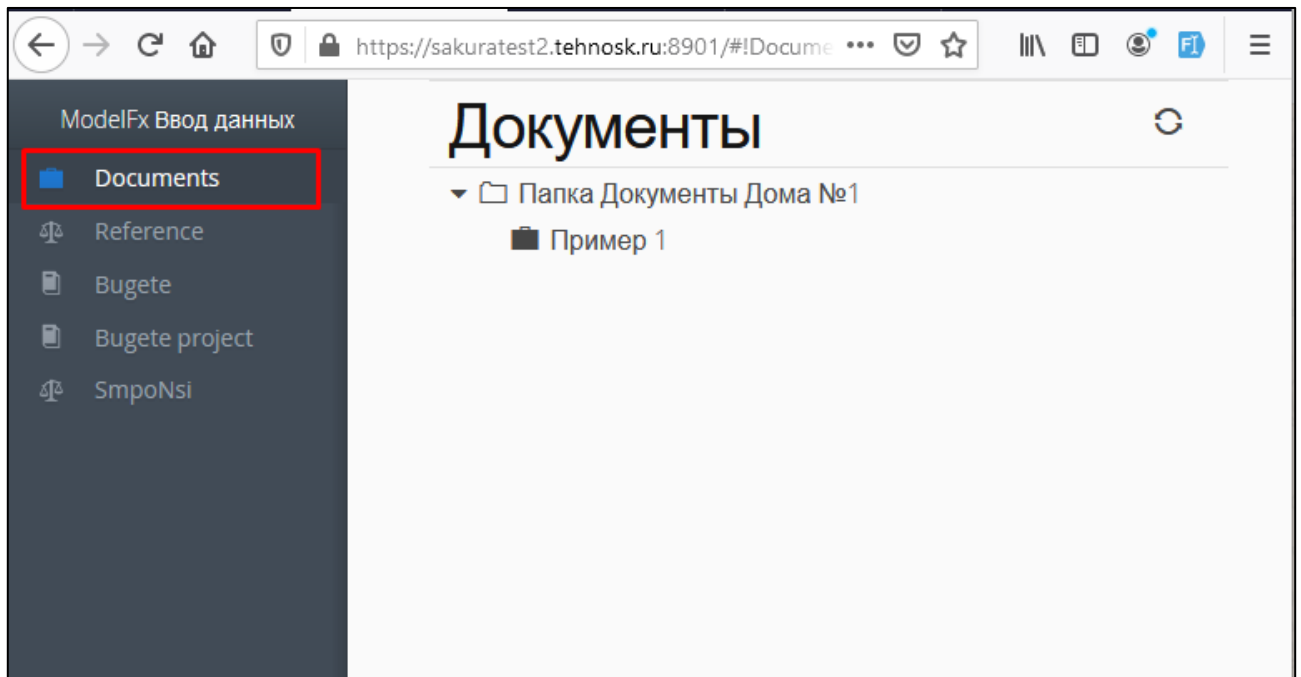 https://sakuratest2.tehnosk.ru:8901/#!Docume
ModelFx Ввод данных
Documents
Reference
Bugete
Bugete project
SmpoNsi
Документы
Папка Документы Дома №1
Пример 1